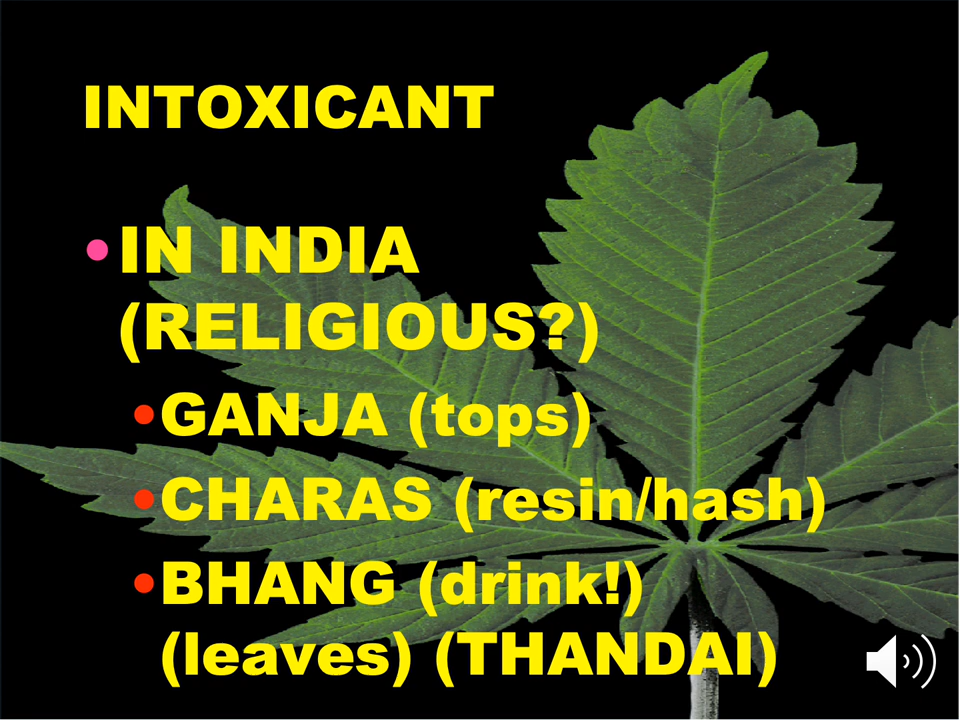 INTOXICANT
• IN INDIA
(RELIGIOUS?)
• GANJA (tops)
• CHARAS (resin/hash)
• BHANG (drink!)
(leaves) (THANDAI)